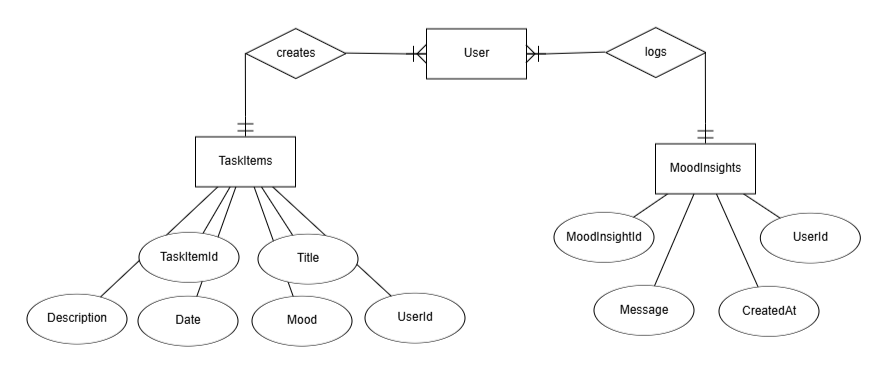 creates
User
logs
TaskItems
MoodInsights
TaskItemId
Title
MoodInsightId
UserId
Description
Date
Mood
UserId
Message
CreatedAt